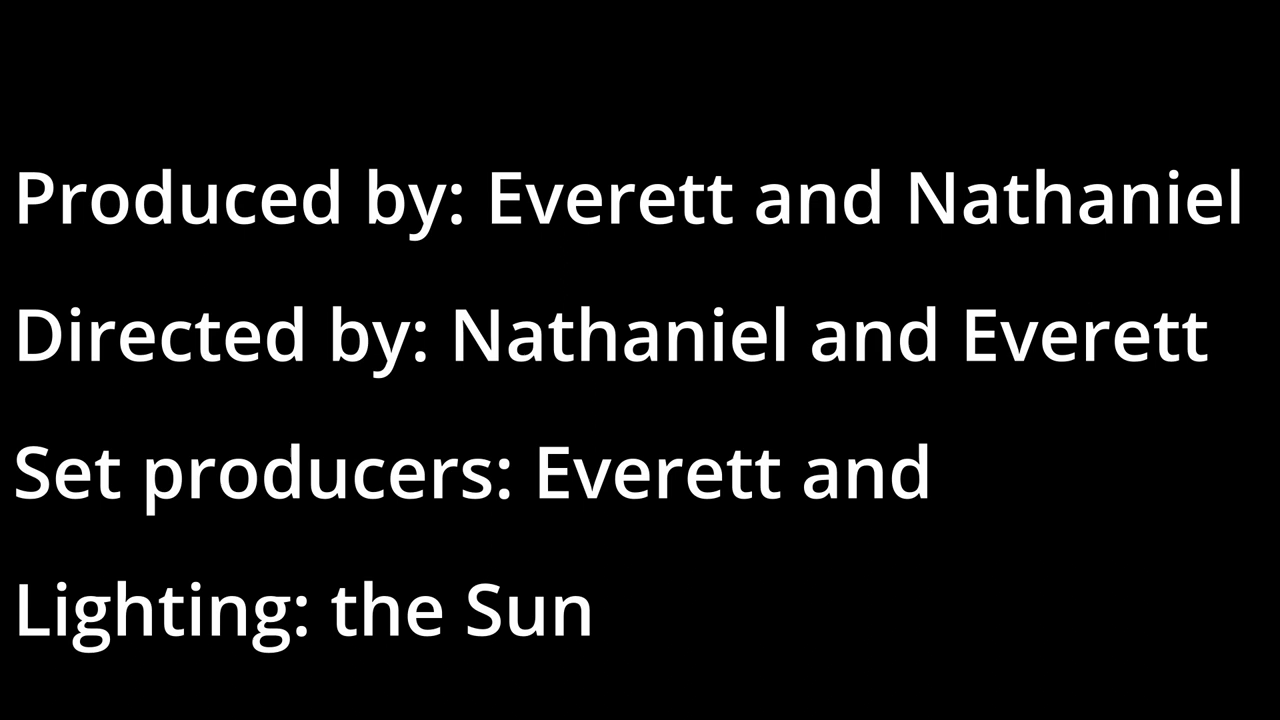 Produced by: Everett and Nathaniel
Directed by: Nathaniel and Everett
Set producers: Everett and
Lighting: the Sun